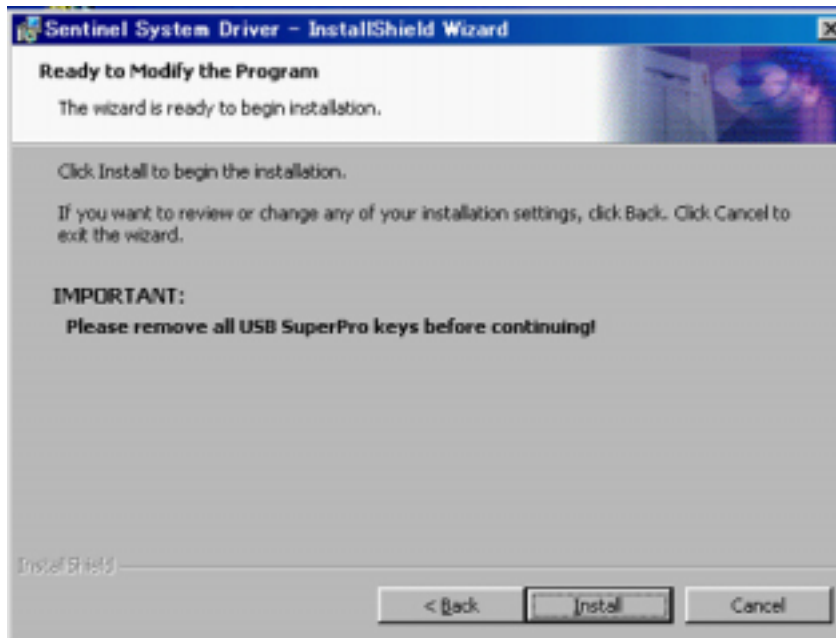 Sentinel System Driver - InstallShield Wizard
Ready to Modify the Program
The wizard is ready to begin installation.
Click Install to begin the installation.
If you want to review or change any of your installation settings, click Back. Click Cancel to
exit the wizard.
IMPORTANT:
Please remove all USB SuperPro keys before continuing!
InstallShield
< Back
Install
Cancel